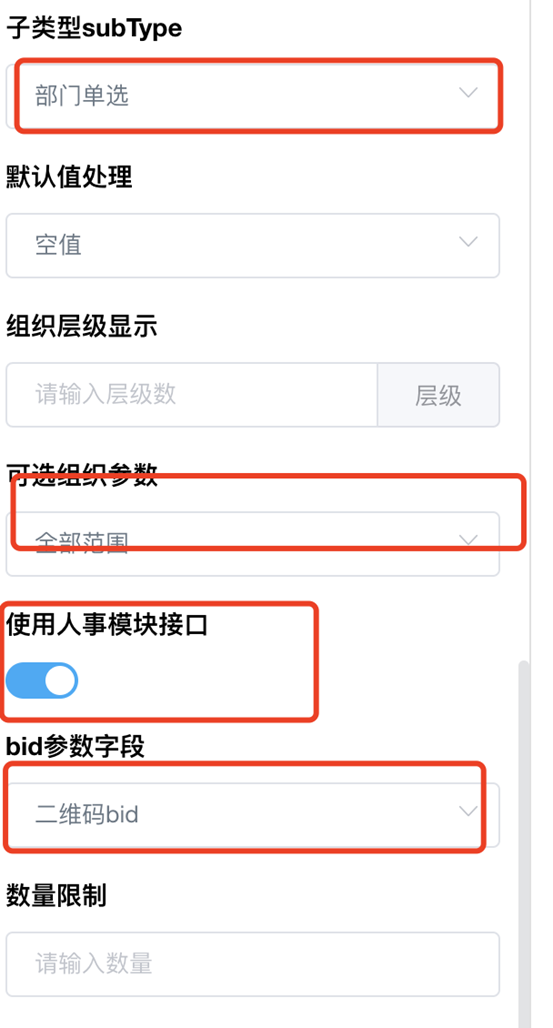 子类型subType
部门单选
默认值处理
空值
组织层级显示
请输入层级数
层级
可选组织参数
全部范围
使用人事模块接口
bid参数字段
二维码bid
数量限制
请输入数量